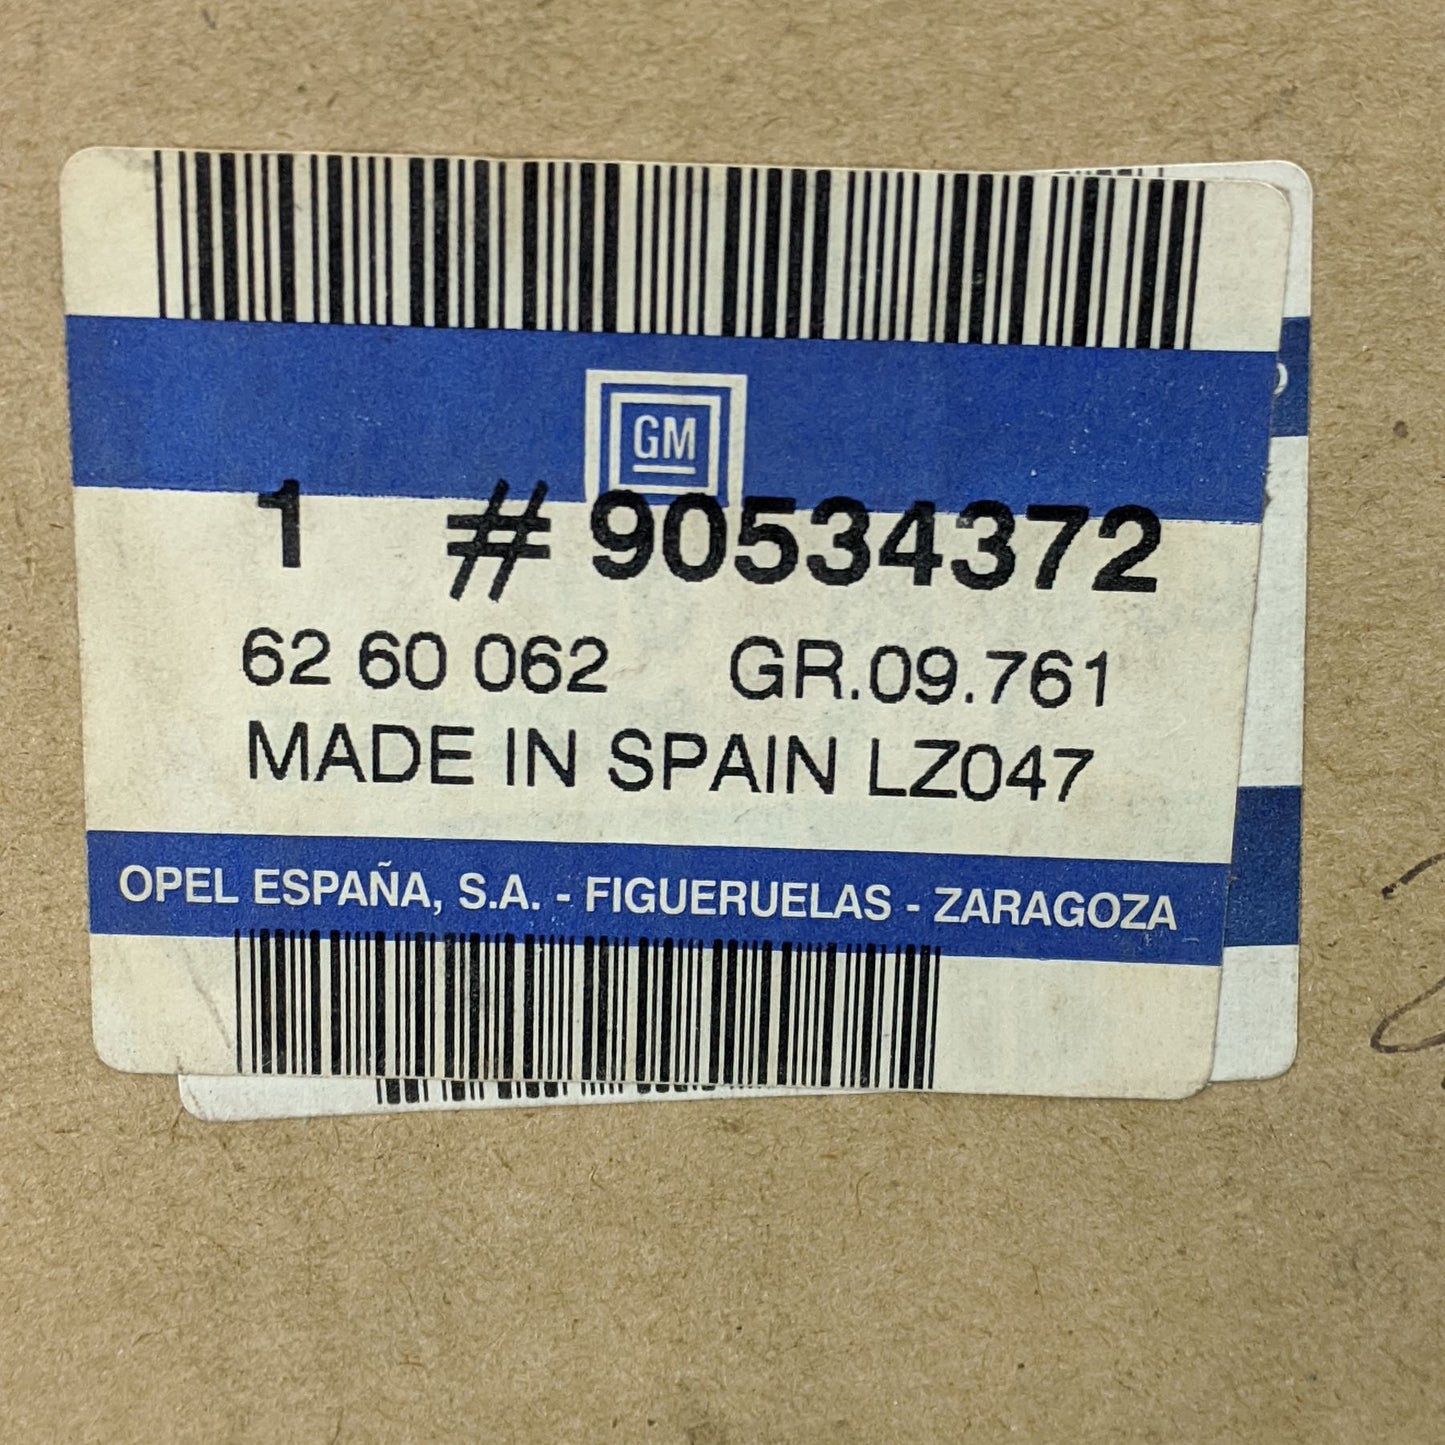 GM
1 # 90534372
62 60 062 GR.09.761
MADE IN SPAIN LZ047
OPEL ESPAÑA, S.A. - FIGUERUELAS - ZARAGOZA